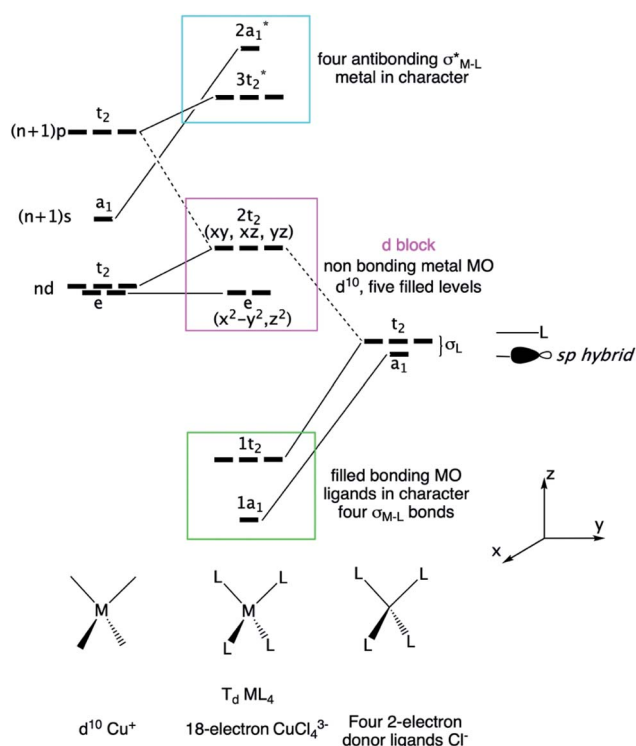 2a₁*
four antibonding σ*M-L
metal in character
3t₂*
(n+1)p t₂
(n+1)s a₁
2t₂
(xy, xz, yz)
d block
non bonding metal MO
d¹⁰, five filled levels
nd t₂
e
e
(x²-y²,z²)
t₂
}σL
a₁
L
sp hybrid
1t₂
1a₁
filled bonding MO
ligands in character
four σM-L bonds
z
y
x
M
L L
M
L L
L L
L L
Td ML₄
d¹⁰ Cu⁺
18-electron CuCl₄³⁻
Four 2-electron
donor ligands Cl⁻